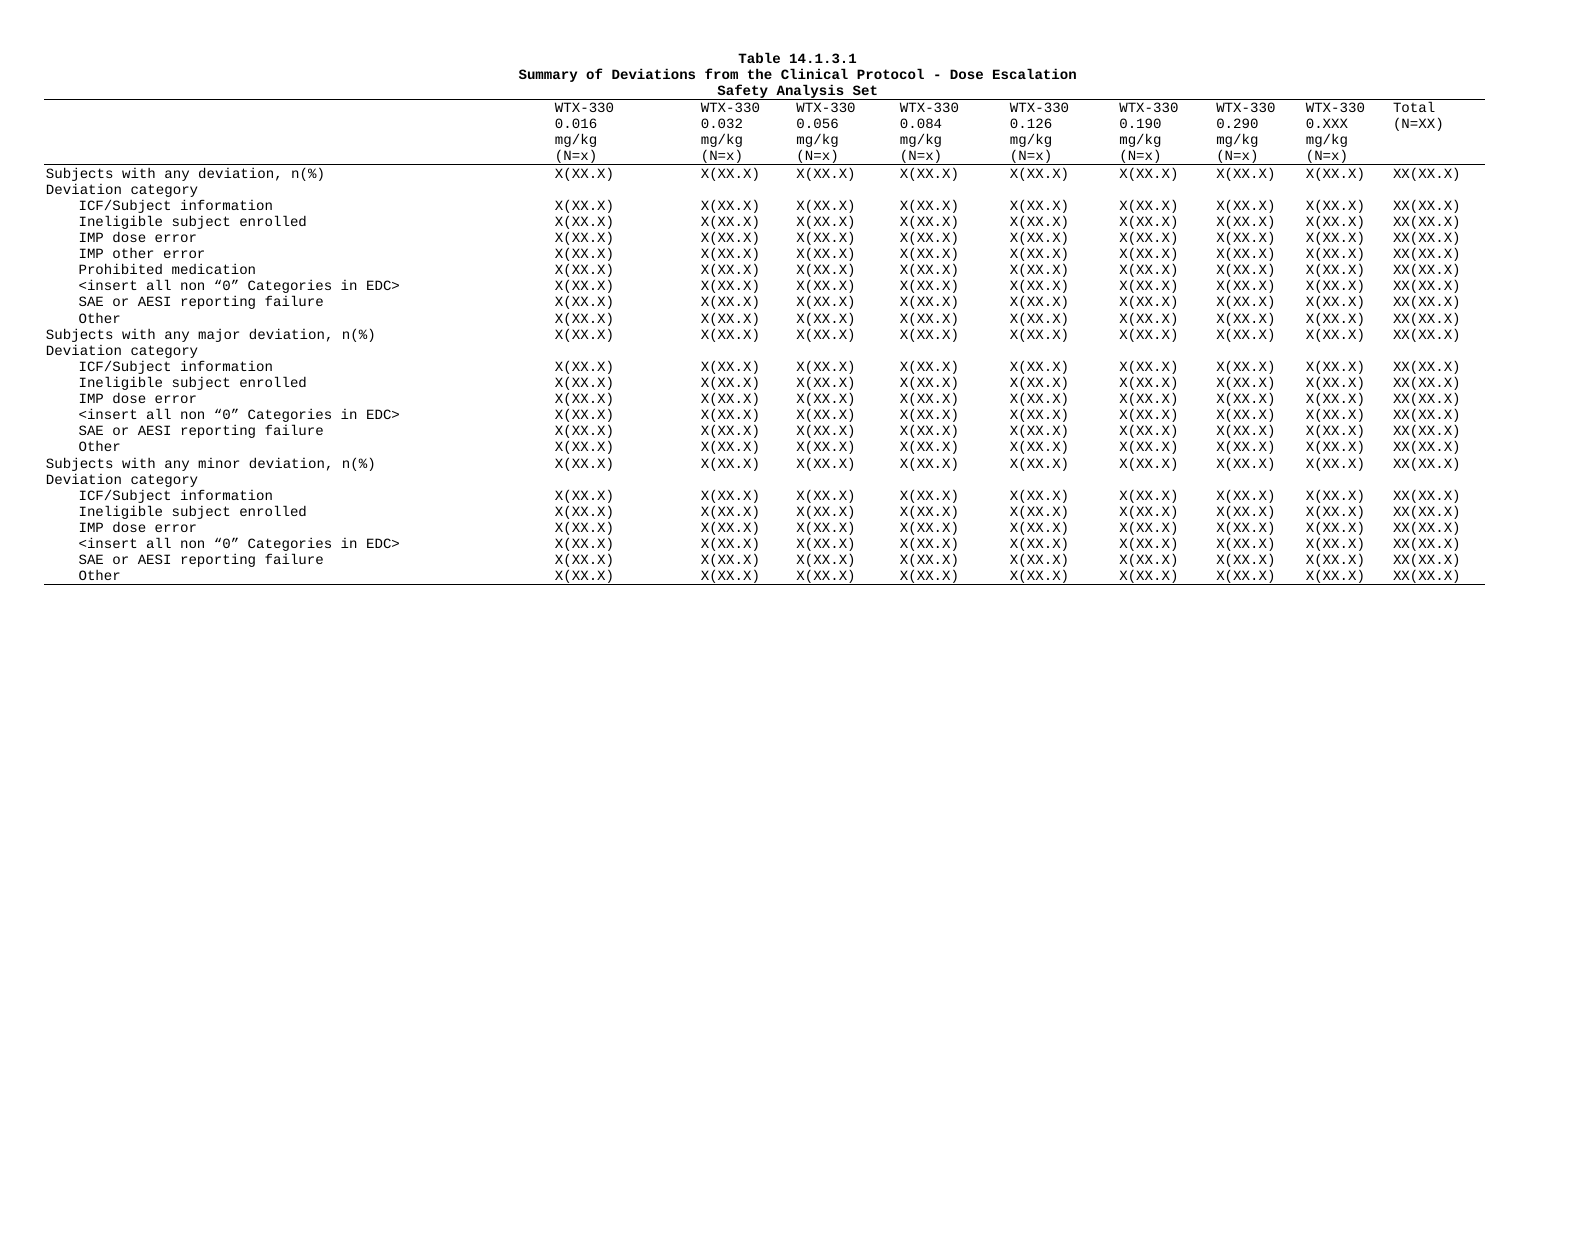 Table 14.1.3.1
Summary of Deviations from the Clinical Protocol - Dose Escalation
Safety Analysis Set
WTX-330 WTX-330 WTX-330 WTX-330 WTX-330 WTX-330 WTX-330 WTX-330 Total
0.016 0.032 0.056 0.084 0.126 0.190 0.290 0.XXX (N=XX)
mg/kg mg/kg mg/kg mg/kg mg/kg mg/kg mg/kg mg/kg
(N=x) (N=x) (N=x) (N=x) (N=x) (N=x) (N=x) (N=x)
Subjects with any deviation, n(%) X(XX.X) X(XX.X) X(XX.X) X(XX.X) X(XX.X) X(XX.X) X(XX.X) X(XX.X) XX(XX.X)
Deviation category
ICF/Subject information X(XX.X) X(XX.X) X(XX.X) X(XX.X) X(XX.X) X(XX.X) X(XX.X) X(XX.X) XX(XX.X)
Ineligible subject enrolled X(XX.X) X(XX.X) X(XX.X) X(XX.X) X(XX.X) X(XX.X) X(XX.X) X(XX.X) XX(XX.X)
IMP dose error X(XX.X) X(XX.X) X(XX.X) X(XX.X) X(XX.X) X(XX.X) X(XX.X) X(XX.X) XX(XX.X)
IMP other error X(XX.X) X(XX.X) X(XX.X) X(XX.X) X(XX.X) X(XX.X) X(XX.X) X(XX.X) XX(XX.X)
Prohibited medication X(XX.X) X(XX.X) X(XX.X) X(XX.X) X(XX.X) X(XX.X) X(XX.X) X(XX.X) XX(XX.X)
<insert all non “0” Categories in EDC> X(XX.X) X(XX.X) X(XX.X) X(XX.X) X(XX.X) X(XX.X) X(XX.X) X(XX.X) XX(XX.X)
SAE or AESI reporting failure X(XX.X) X(XX.X) X(XX.X) X(XX.X) X(XX.X) X(XX.X) X(XX.X) X(XX.X) XX(XX.X)
Other X(XX.X) X(XX.X) X(XX.X) X(XX.X) X(XX.X) X(XX.X) X(XX.X) X(XX.X) XX(XX.X)
Subjects with any major deviation, n(%) X(XX.X) X(XX.X) X(XX.X) X(XX.X) X(XX.X) X(XX.X) X(XX.X) X(XX.X) XX(XX.X)
Deviation category
ICF/Subject information X(XX.X) X(XX.X) X(XX.X) X(XX.X) X(XX.X) X(XX.X) X(XX.X) X(XX.X) XX(XX.X)
Ineligible subject enrolled X(XX.X) X(XX.X) X(XX.X) X(XX.X) X(XX.X) X(XX.X) X(XX.X) X(XX.X) XX(XX.X)
IMP dose error X(XX.X) X(XX.X) X(XX.X) X(XX.X) X(XX.X) X(XX.X) X(XX.X) X(XX.X) XX(XX.X)
<insert all non “0” Categories in EDC> X(XX.X) X(XX.X) X(XX.X) X(XX.X) X(XX.X) X(XX.X) X(XX.X) X(XX.X) XX(XX.X)
SAE or AESI reporting failure X(XX.X) X(XX.X) X(XX.X) X(XX.X) X(XX.X) X(XX.X) X(XX.X) X(XX.X) XX(XX.X)
Other X(XX.X) X(XX.X) X(XX.X) X(XX.X) X(XX.X) X(XX.X) X(XX.X) X(XX.X) XX(XX.X)
Subjects with any minor deviation, n(%) X(XX.X) X(XX.X) X(XX.X) X(XX.X) X(XX.X) X(XX.X) X(XX.X) X(XX.X) XX(XX.X)
Deviation category
ICF/Subject information X(XX.X) X(XX.X) X(XX.X) X(XX.X) X(XX.X) X(XX.X) X(XX.X) X(XX.X) XX(XX.X)
Ineligible subject enrolled X(XX.X) X(XX.X) X(XX.X) X(XX.X) X(XX.X) X(XX.X) X(XX.X) X(XX.X) XX(XX.X)
IMP dose error X(XX.X) X(XX.X) X(XX.X) X(XX.X) X(XX.X) X(XX.X) X(XX.X) X(XX.X) XX(XX.X)
<insert all non “0” Categories in EDC> X(XX.X) X(XX.X) X(XX.X) X(XX.X) X(XX.X) X(XX.X) X(XX.X) X(XX.X) XX(XX.X)
SAE or AESI reporting failure X(XX.X) X(XX.X) X(XX.X) X(XX.X) X(XX.X) X(XX.X) X(XX.X) X(XX.X) XX(XX.X)
Other X(XX.X) X(XX.X) X(XX.X) X(XX.X) X(XX.X) X(XX.X) X(XX.X) X(XX.X) XX(XX.X)